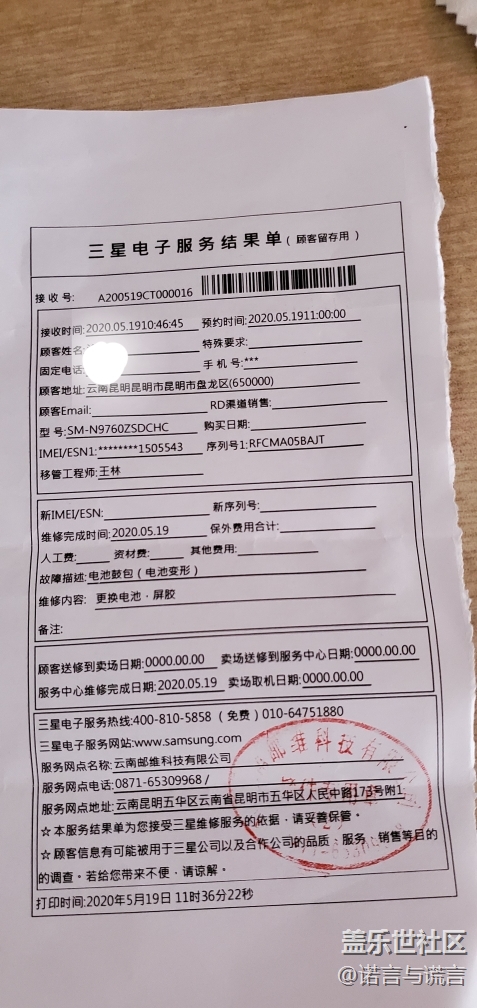 三星电子服务结果单（顾客留存用）
接收号: A200519CT000016
接收时间:2020.05.1910:46:45 预约时间:2020.05.1911:00:00
顾客姓名 特殊要求:
固定电话: 手机号:***
顾客地址:云南昆明昆明市昆明市盘龙区(650000)
顾客Email: RD渠道销售:
型号:SM-N9760ZSDCHC 购买日期:
IMEI/ESN1:********1505543 序列号1:RFCMA05BAJT
移管工程师:王林
新IMEI/ESN: 新序列号:
维修完成时间:2020.05.19 保外费用合计:
人工费: 资材费: 其他费用:
故障描述:电池鼓包（电池变形）
维修内容: 更换电池·屏胶
备注:
顾客送修到卖场日期:0000.00.00 卖场送修到服务中心日期:0000.00.00
服务中心维修完成日期:2020.05.19 卖场取机日期:0000.00.00
三星电子服务热线:400-810-5858（免费）010-64751880
三星电子服务网站:www.samsung.com
服务网点名称:云南邮维科技有限公司
服务网点电话:0871-65309968 /
服务网点地址:云南昆明五华区云南省昆明市五华区人民中路173号附1
☆本服务结果单为您接受三星维修服务的依据，请妥善保管。
☆顾客信息有可能被用于三星公司以及合作公司的品质、服务、销售等目的
的调查。若给您带来不便，请谅解。
打印时间:2020年5月19日 11时36分22秒
邮维科技有限
盖乐世社区
@诺言与谎言